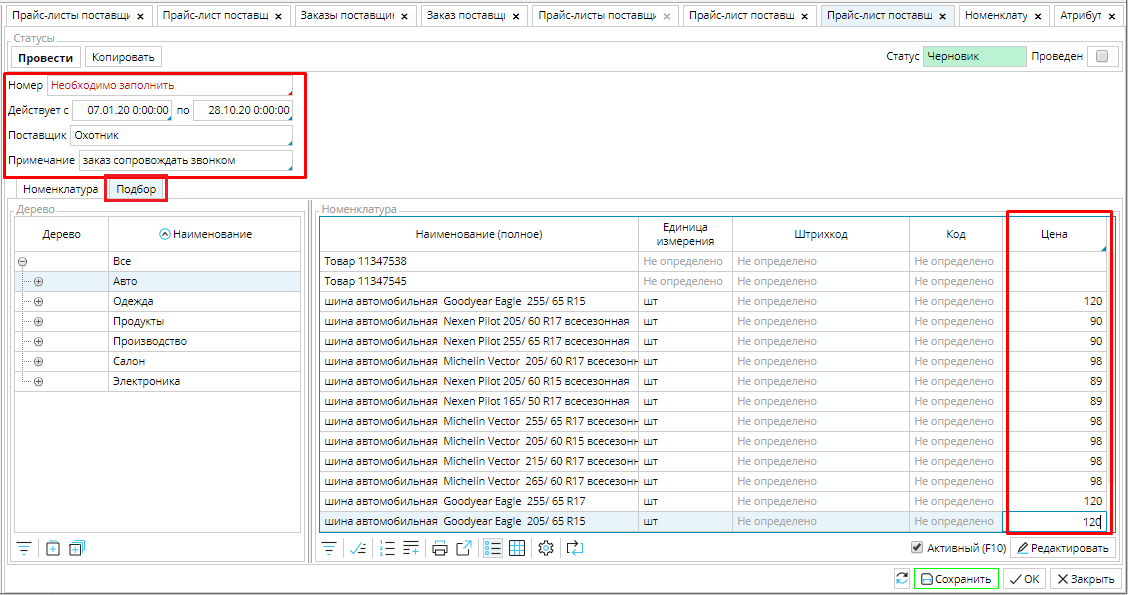 Прайс-листы поставщи × Прайс-лист поставщ × Заказы поставщик × Заказ поставщ × Прайс-листы поставщи × Прайс-лист поставщ × Прайс-лист поставщ × Номенклату × Атрибут ×
Статусы
Провести Копировать Статус Черновик Проведен
Номер Необходимо заполнить
Действует с 07.01.20 0:00:00 по 28.10.20 0:00:00
Поставщик Охотник
Примечание заказ сопровождать звонком
Номенклатура Подбор
Дерево Номенклатура
Дерево Наименование
Все
Авто
Одежда
Продукты
Производство
Салон
Электроника
Наименование (полное) Единица измерения Штрихкод Код Цена
Товар 11347538 Не определено Не определено Не определено
Товар 11347545 Не определено Не определено Не определено
шина автомобильная Goodyear Eagle 255/ 65 R15 шт Не определено Не определено 120
шина автомобильная Nexen Pilot 205/ 60 R17 всесезонная шт Не определено Не определено 90
шина автомобильная Nexen Pilot 255/ 65 R17 всесезонная шт Не определено Не определено 90
шина автомобильная Michelin Vector 205/ 60 R17 всесезонн шт Не определено Не определено 98
шина автомобильная Nexen Pilot 205/ 60 R15 всесезонная шт Не определено Не определено 89
шина автомобильная Nexen Pilot 165/ 50 R17 всесезонная шт Не определено Не определено 89
шина автомобильная Michelin Vector 255/ 65 R17 всесезонн шт Не определено Не определено 98
шина автомобильная Michelin Vector 205/ 60 R15 всесезонн шт Не определено Не определено 98
шина автомобильная Michelin Vector 215/ 60 R17 всесезонн шт Не определено Не определено 98
шина автомобильная Michelin Vector 265/ 60 R17 всесезонн шт Не определено Не определено 98
шина автомобильная Goodyear Eagle 255/ 65 R17 шт Не определено Не определено 120
шина автомобильная Goodyear Eagle 205/ 65 R15 шт Не определено Не определено 120
Активный (F10) Редактировать
Сохранить ОК Закрыть